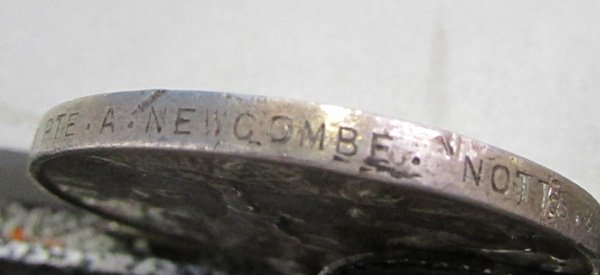 PTE. A. NEWCOMBE. NOTTS.